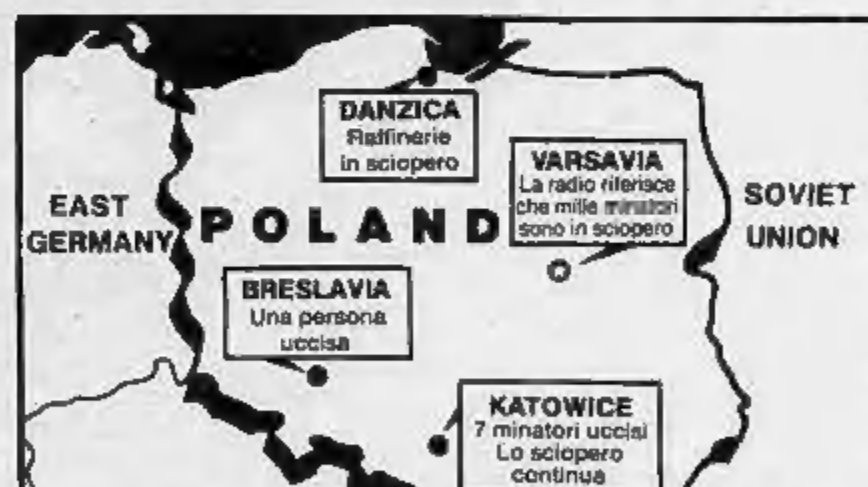 DANZICA
Raffinerie
in sciopero
VARSAVIA
La radio riferisce
che mille minatori
sono in sciopero
EAST
GERMANY
POLAND
SOVIET
UNION
BRESLAVIA
Una persona
uccisa
KATOWICE
7 minatori uccisi
Lo sciopero
continua